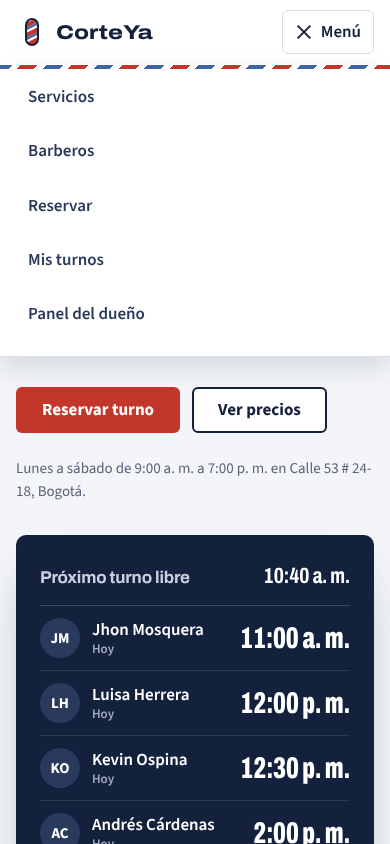 CorteYa
Menú
Servicios
Barberos
Reservar
Mis turnos
Panel del dueño
Reservar turno
Ver precios
Lunes a sábado de 9:00 a. m. a 7:00 p. m. en Calle 53 # 24-
18, Bogotá.
Próximo turno libre
10:40 a. m.
JM
Jhon Mosquera
Hoy
11:00 a. m.
LH
Luisa Herrera
Hoy
12:00 p. m.
KO
Kevin Ospina
Hoy
12:30 p. m.
AC
Andrés Cárdenas
Hoy
2:00 p. m.